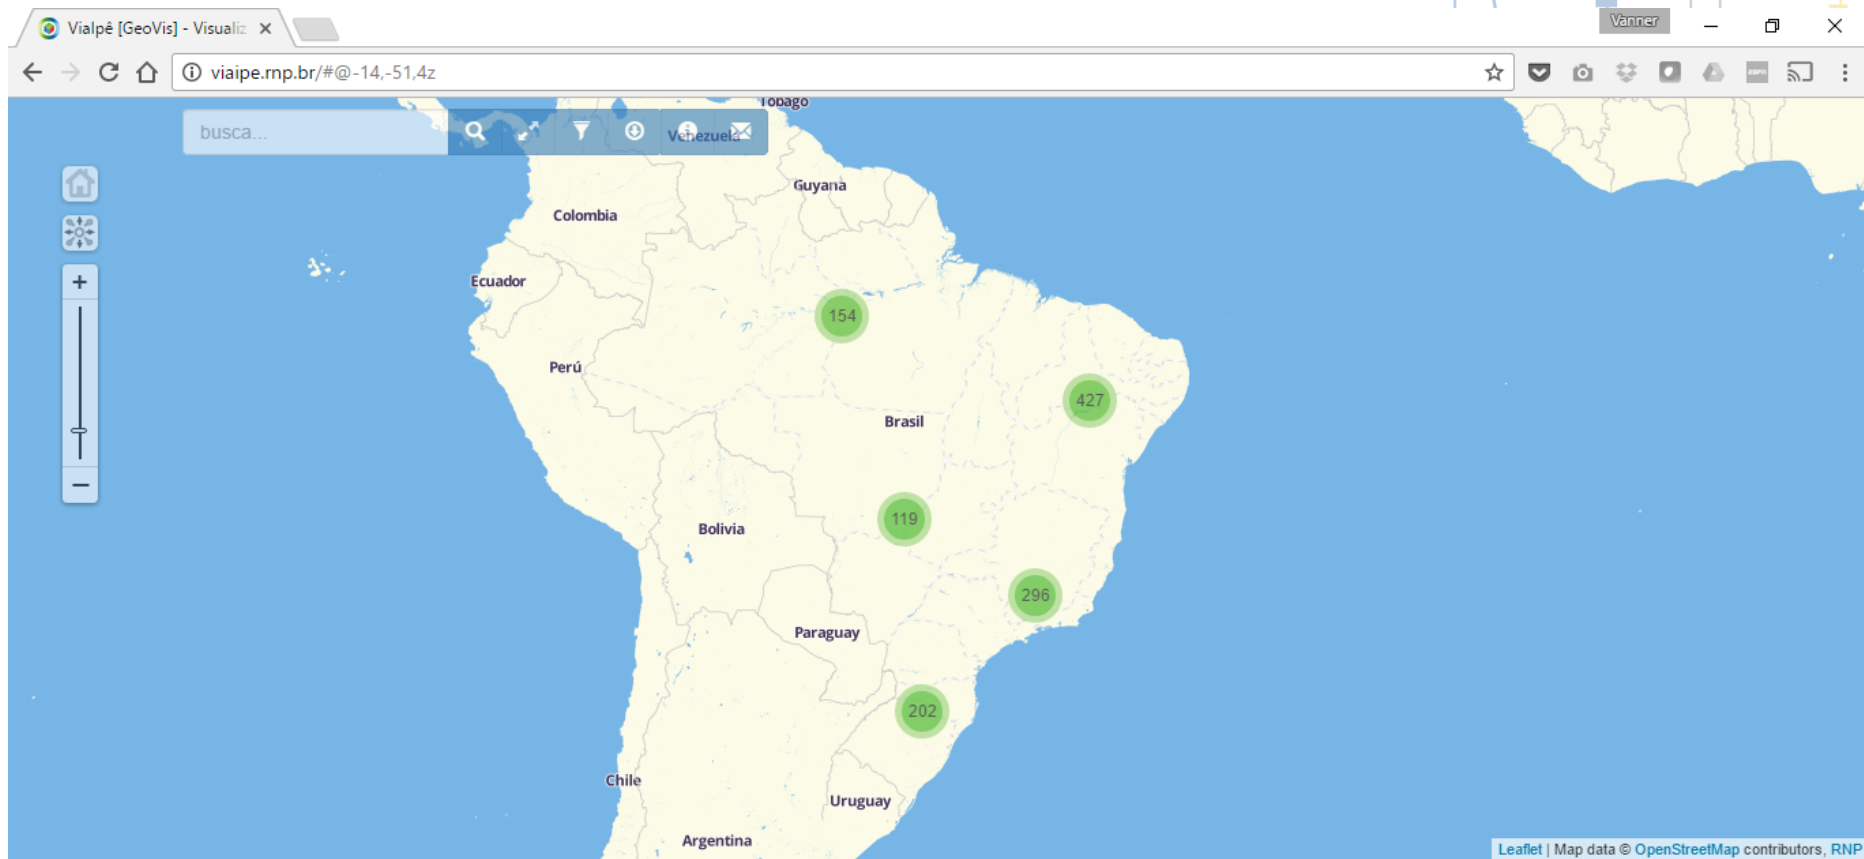 Vanner
ViaIpê [GeoVis] - Visualiz
viaipe.rnp.br/#@-14,-51,4z
Tobago
busca...
Venezuela
Guyana
Colombia
Ecuador
154
Perú
427
Brasil
119
Bolivia
296
Paraguay
202
Chile
Uruguay
Argentina
Leaflet | Map data © OpenStreetMap contributors, RNP